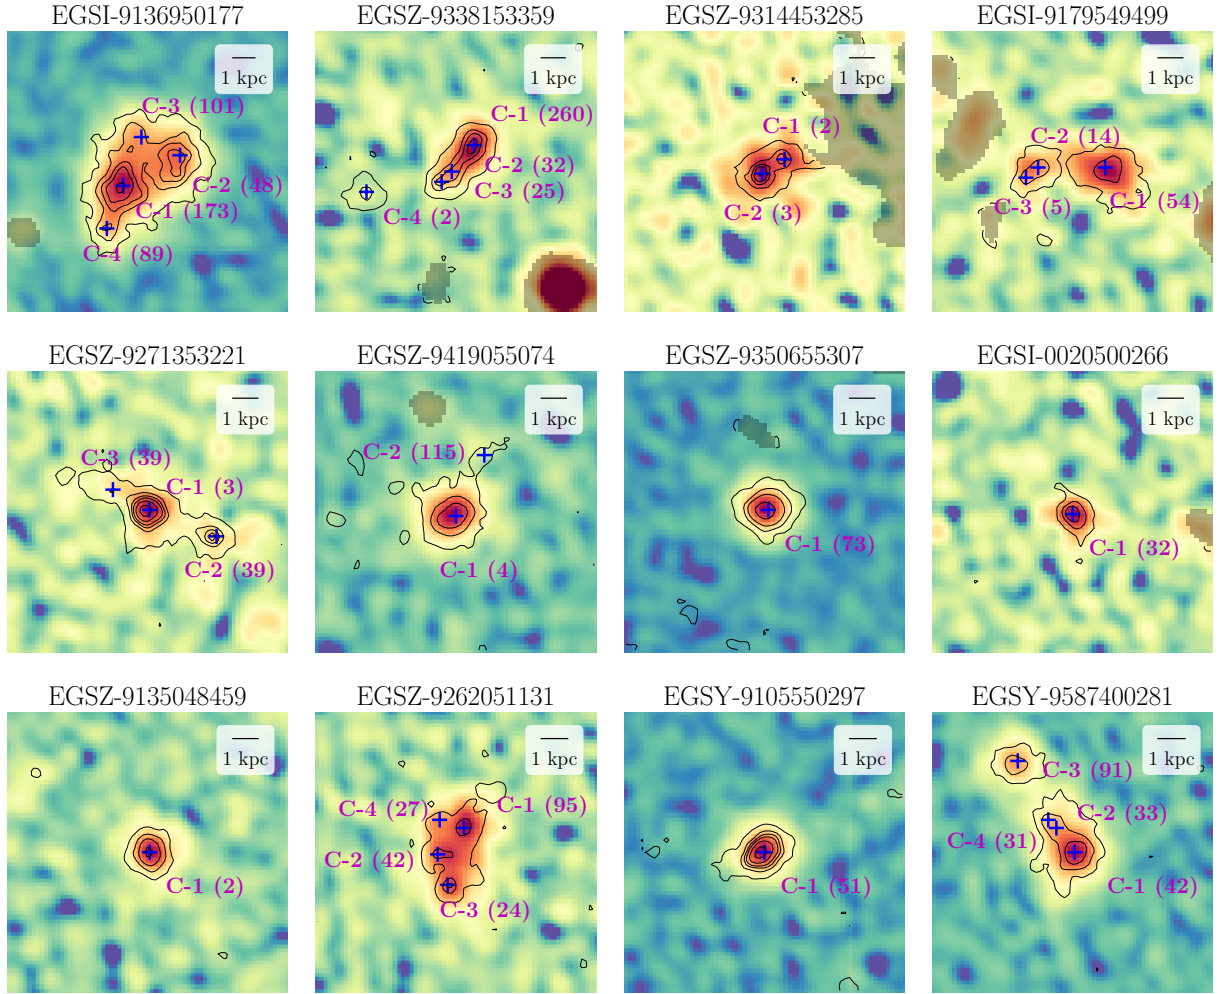 EGSI-9136950177
1 kpc
C-3 (101)
C-2 (48)
C-1 (173)
C-4 (89)
EGSZ-9338153359
1 kpc
C-1 (260)
C-2 (32)
C-3 (25)
C-4 (2)
EGSZ-9314453285
1 kpc
C-1 (2)
C-2 (3)
EGSI-9179549499
1 kpc
C-2 (14)
C-1 (54)
C-3 (5)
EGSZ-9271353221
1 kpc
C-3 (39)
C-1 (3)
C-2 (39)
EGSZ-9419055074
1 kpc
C-2 (115)
C-1 (4)
EGSZ-9350655307
1 kpc
C-1 (73)
EGSI-0020500266
1 kpc
C-1 (32)
EGSZ-9135048459
1 kpc
C-1 (2)
EGSZ-9262051131
1 kpc
C-4 (27)
C-1 (95)
C-2 (42)
C-3 (24)
EGSY-9105550297
1 kpc
C-1 (51)
EGSY-9587400281
1 kpc
C-3 (91)
C-2 (33)
C-4 (31)
C-1 (42)